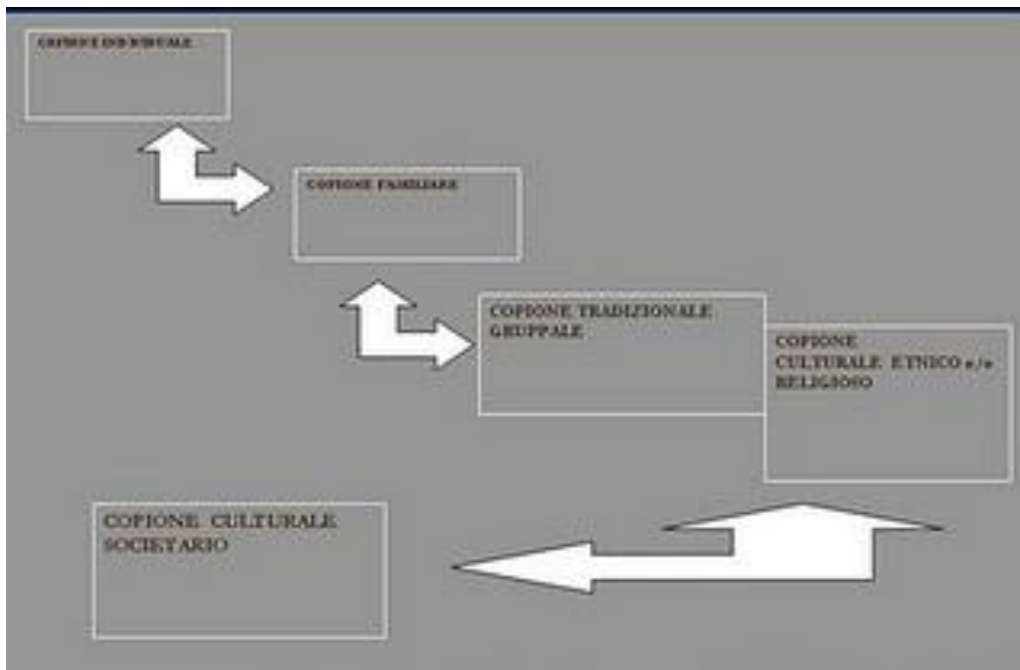 COPIONE INDIVIDUALE
COPIONE FAMILIARE
COPIONE TRADIZIONALE
GRUPPALE
COPIONE
CULTURALE ETNICO e/o
RELIGIOSO
COPIONE CULTURALE
SOCIETARIO